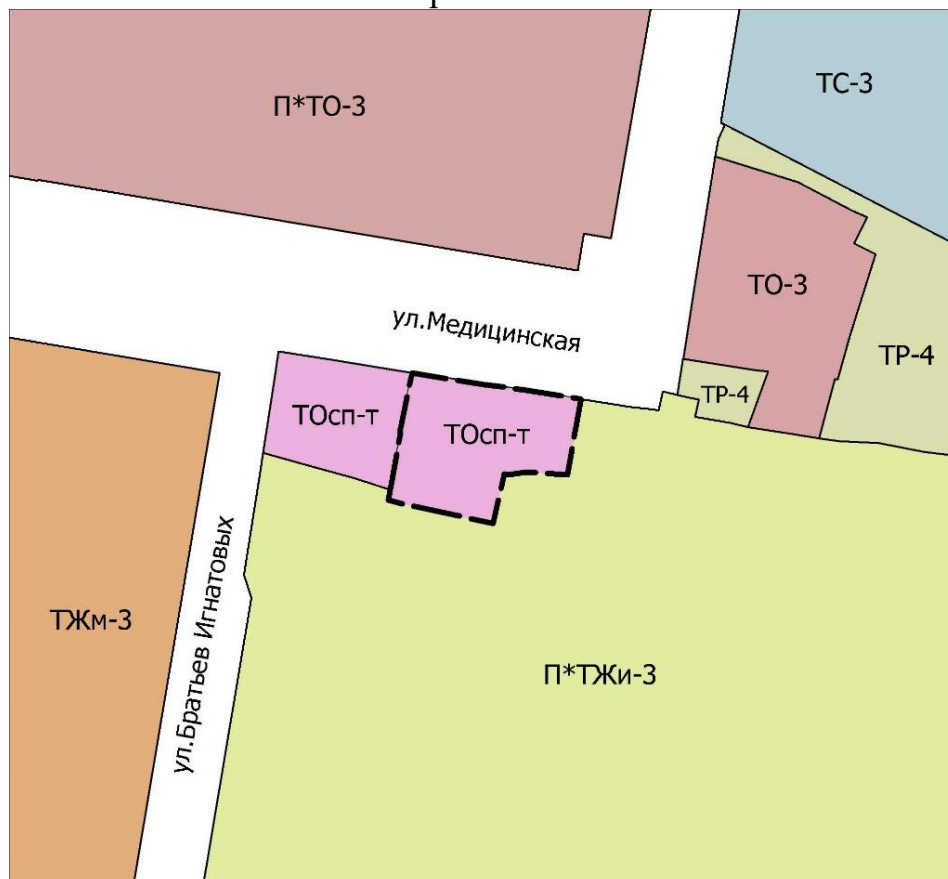 П*ТО-3
ТС-3
ТО-3
ул.Медицинская
ТР-4
ТР-4
ТОсп-т
ТОсп-т
ул.Братьев Игнатовых
ТЖм-3
П*ТЖи-3